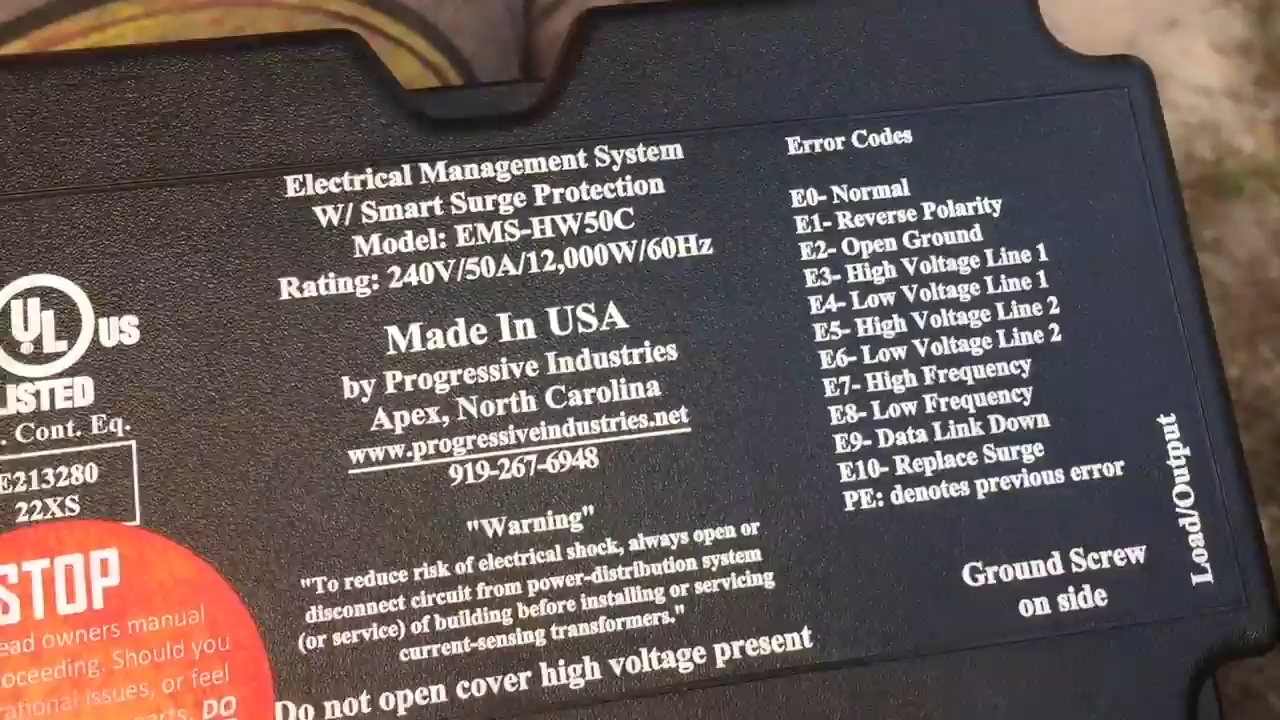 Electrical Management System
W/ Smart Surge Protection
Model: EMS-HW50C
Rating: 240V/50A/12,000W/60Hz
Made In USA
by Progressive Industries
Apex, North Carolina
www.progressiveindustries.net
919-267-6948
"Warning"
"To reduce risk of electrical shock, always open or
disconnect circuit from power-distribution system
(or service) of building before installing or servicing
current-sensing transformers."
Do not open cover high voltage present
Error Codes
E0- Normal
E1- Reverse Polarity
E2- Open Ground
E3- High Voltage Line 1
E4- Low Voltage Line 1
E5- High Voltage Line 2
E6- Low Voltage Line 2
E7- High Frequency
E8- Low Frequency
E9- Data Link Down
E10- Replace Surge
PE: denotes previous error
Ground Screw
on side
Load/Output
UL US
LISTED
. Cont. Eq.
E213280
22XS
STOP
owners manual
Should you
issues, or feel
DO